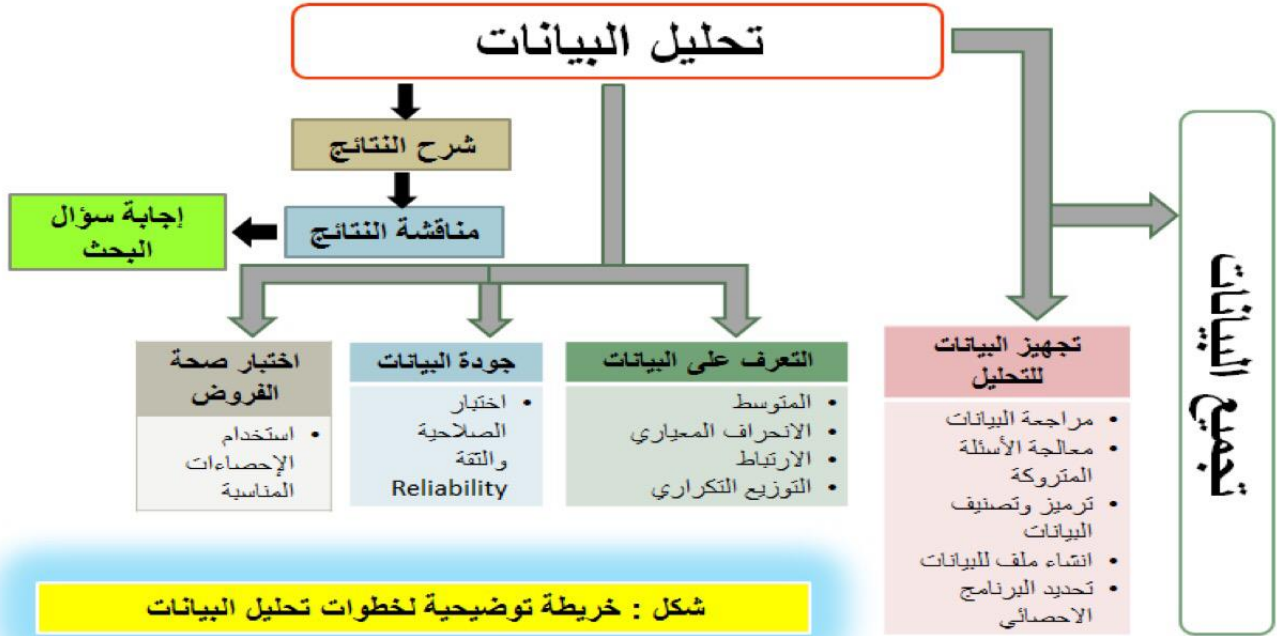 تحليل البيانات
شرح النتائج
مناقشة النتائج
إجابة سؤال
البحث
تجميع البيانات
تجهيز البيانات
للتحليل
• مراجعة البيانات
• معالجة الأسئلة
المتروكة
• ترميز وتصنيف
البيانات
• انشاء ملف للبيانات
• تحديد البرنامج
الاحصائي
التعرف على البيانات
• المتوسط
• الانحراف المعياري
• الارتباط
• التوزيع التكراري
جودة البيانات
• اختبار
الصلاحية
والثقة
Reliability
اختبار صحة
الفروض
• استخدام
الإحصاءات
المناسبة
شكل : خريطة توضيحية لخطوات تحليل البيانات